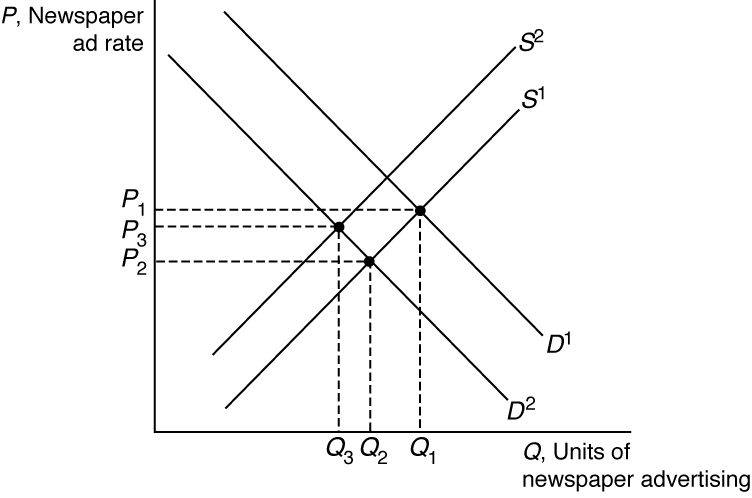 P, Newspaper
ad rate
S²
S¹
P₁
P₃
P₂
D¹
D²
Q₃ Q₂ Q₁
Q, Units of
newspaper advertising